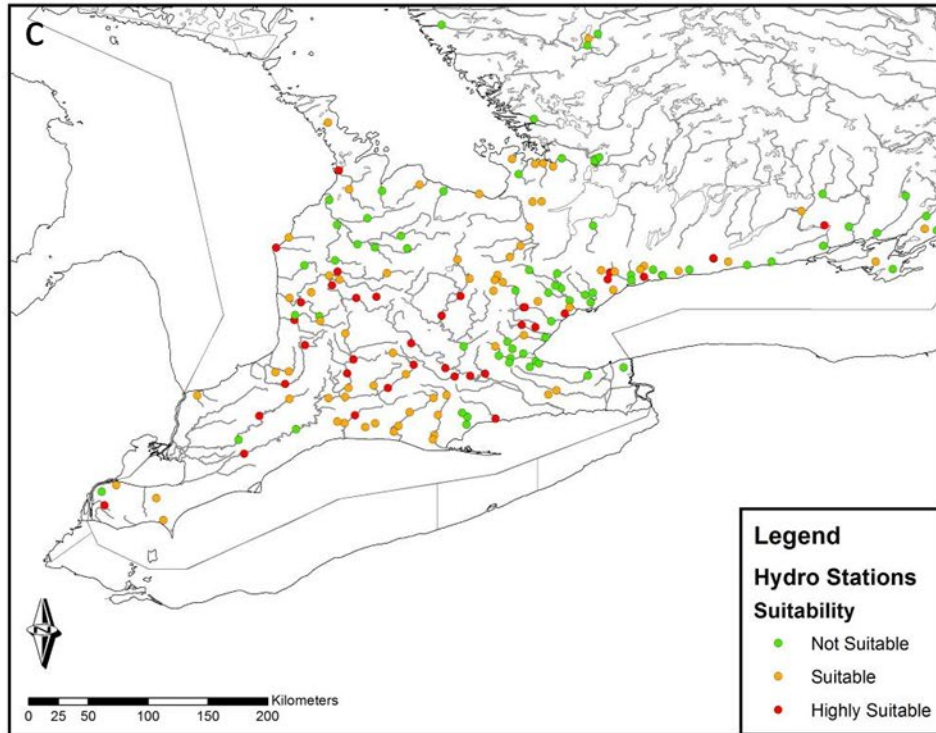 C
Legend
Hydro Stations
Suitability
Not Suitable
Suitable
Highly Suitable
N
Kilometers
0 25 50 100 150 200